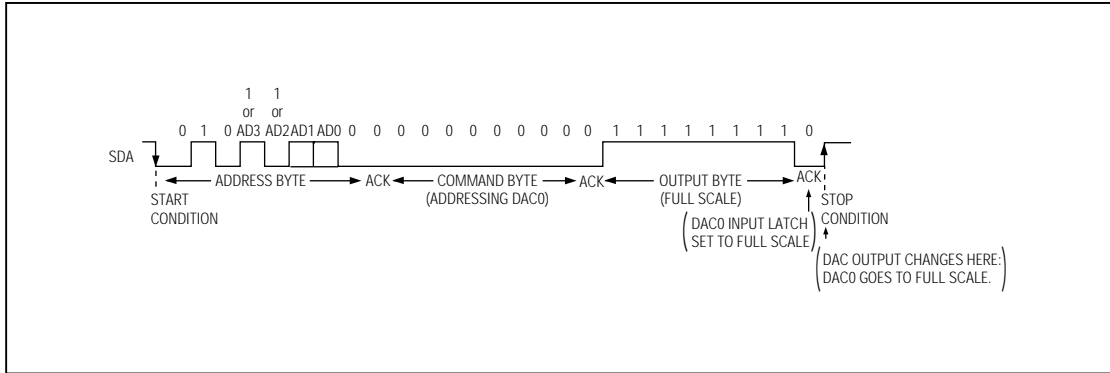 1 1
or or
0 1 0 AD3 AD2 AD1 AD0 0 0 0 0 0 0 0 0 0 0 0 1 1 1 1 1 1 1 1 0
SDA
ADDRESS BYTE ACK COMMAND BYTE ACK OUTPUT BYTE ACK
(ADDRESSING DAC0) (FULL SCALE)
START
CONDITION
STOP
CONDITION
(DAC0 INPUT LATCH
SET TO FULL SCALE)
(DAC OUTPUT CHANGES HERE:
DAC0 GOES TO FULL SCALE.)